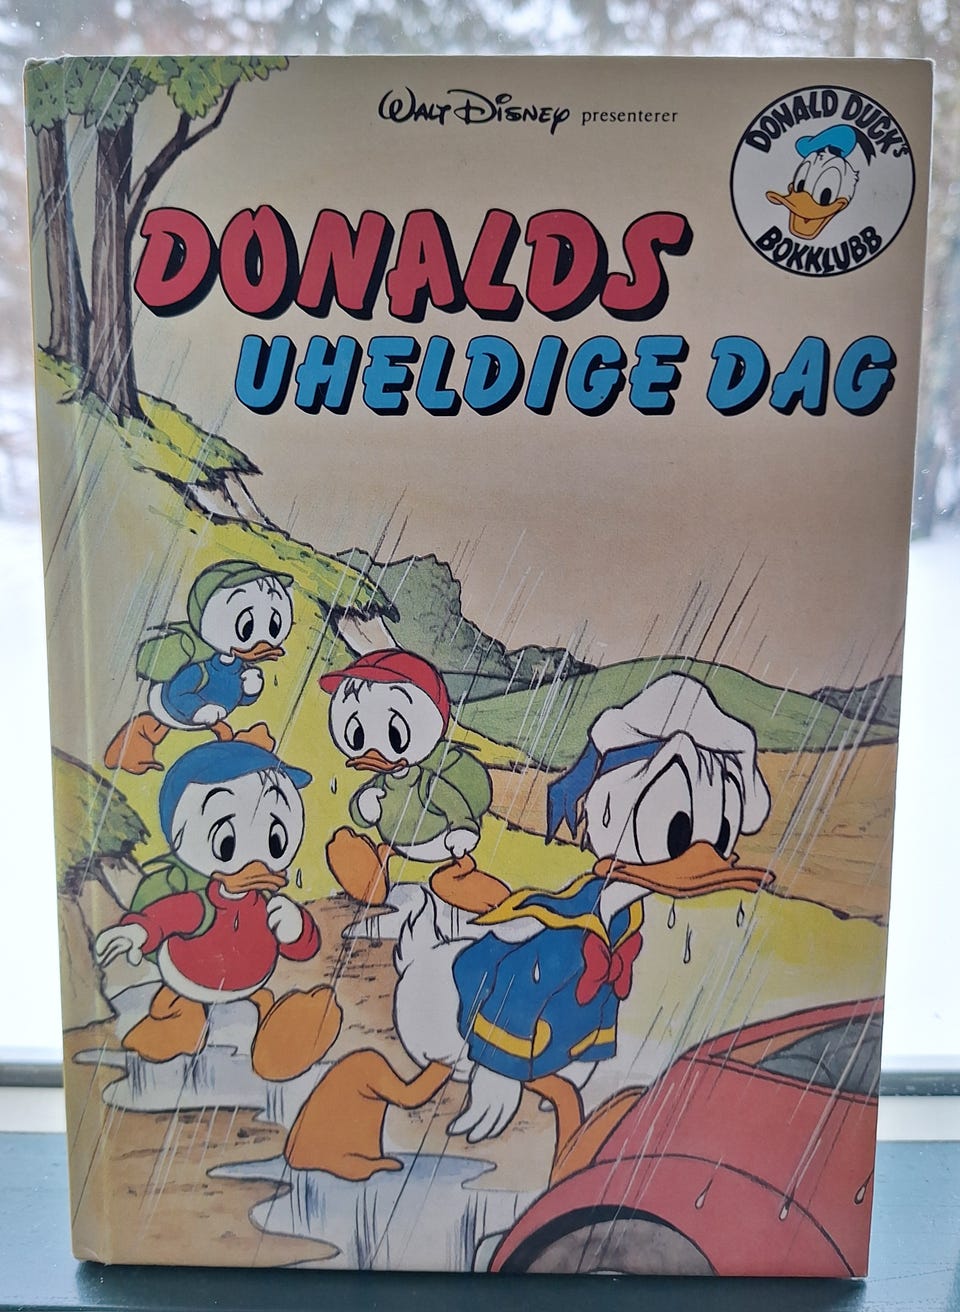 WALT DISNEY presenterer
DONALD DUCK's
BOKKLUBB
DONALDS
UHELDIGE DAG